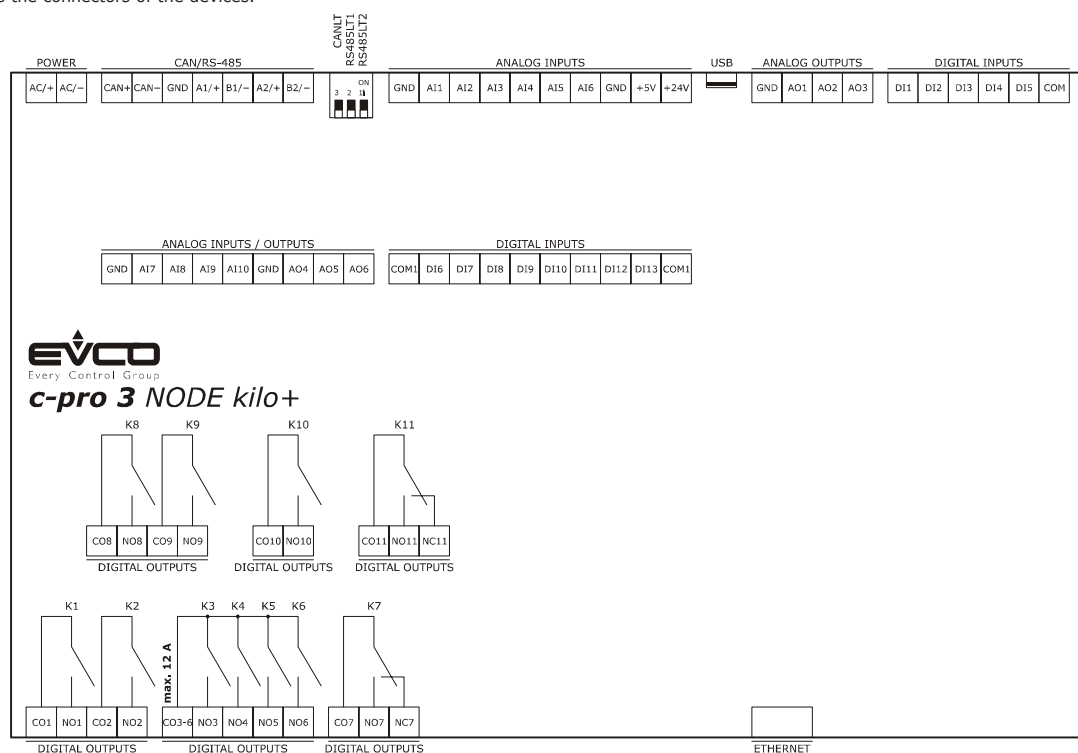 the connectors of the devices.
CANLT
RS485LT1
RS485LT2
POWER
CAN/RS-485
ANALOG INPUTS
USB
ANALOG OUTPUTS
DIGITAL INPUTS
AC/+ AC/−
CAN+ CAN− GND A1/+ B1/− A2/+ B2/−
ON
3 2 1
GND AI1 AI2 AI3 AI4 AI5 AI6 GND +5V +24V
GND AO1 AO2 AO3
DI1 DI2 DI3 DI4 DI5 COM
ANALOG INPUTS / OUTPUTS
DIGITAL INPUTS
GND AI7 AI8 AI9 AI10 GND AO4 AO5 AO6
COM1 DI6 DI7 DI8 DI9 DI10 DI11 DI12 DI13 COM1
EVCO
Every Control Group
c-pro 3 NODE kilo+
K8 K9 K10 K11
CO8 NO8 CO9 NO9
CO10 NO10
CO11 NO11 NC11
DIGITAL OUTPUTS
DIGITAL OUTPUTS
DIGITAL OUTPUTS
K1 K2 K3 K4 K5 K6 K7
max. 12 A
CO1 NO1 CO2 NO2
CO3-6 NO3 NO4 NO5 NO6
CO7 NO7 NC7
DIGITAL OUTPUTS
DIGITAL OUTPUTS
DIGITAL OUTPUTS
ETHERNET